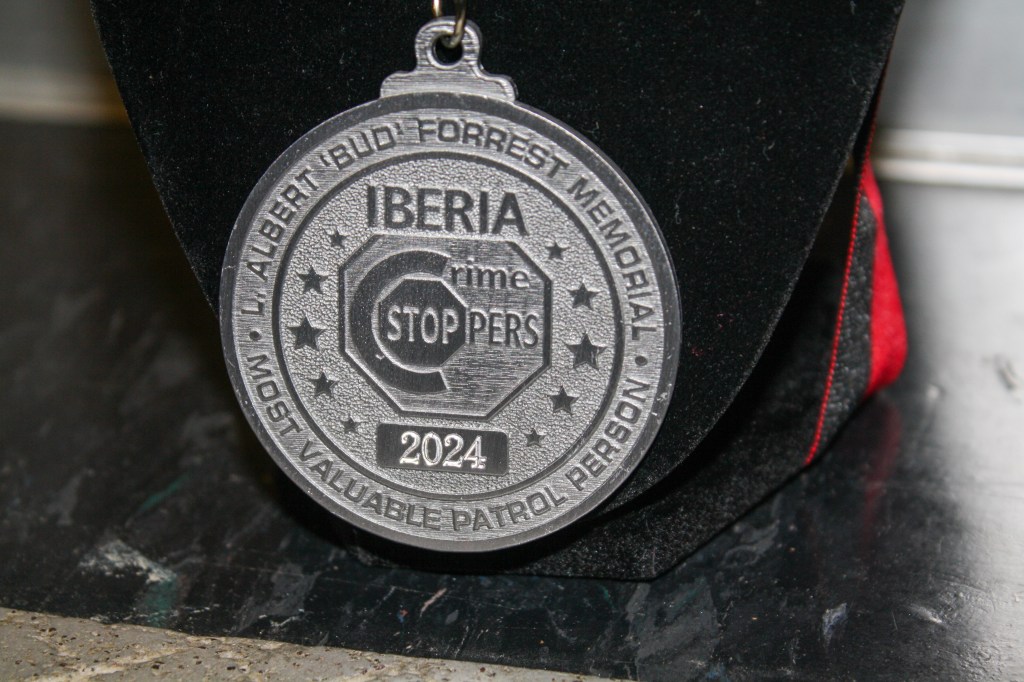 L. ALBERT 'BUD' FORREST MEMORIAL
IBERIA
Crime
STOPPERS
2024
• MOST VALUABLE PATROL PERSON •